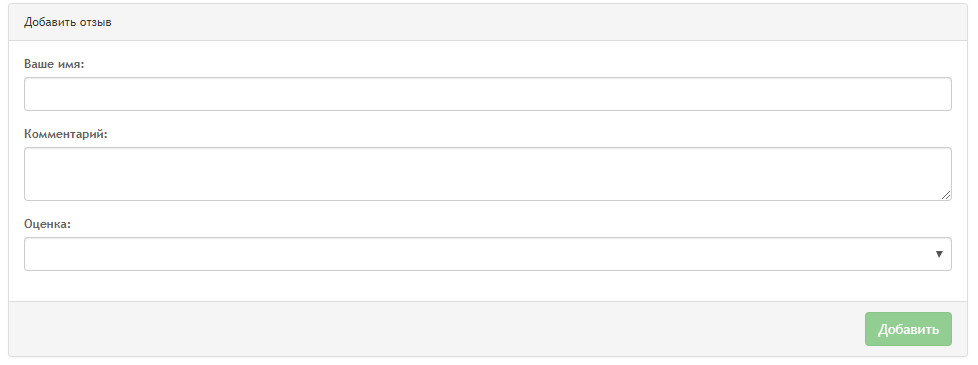 Добавить отзыв
Ваше имя:
Комментарий:
Оценка:
Добавить